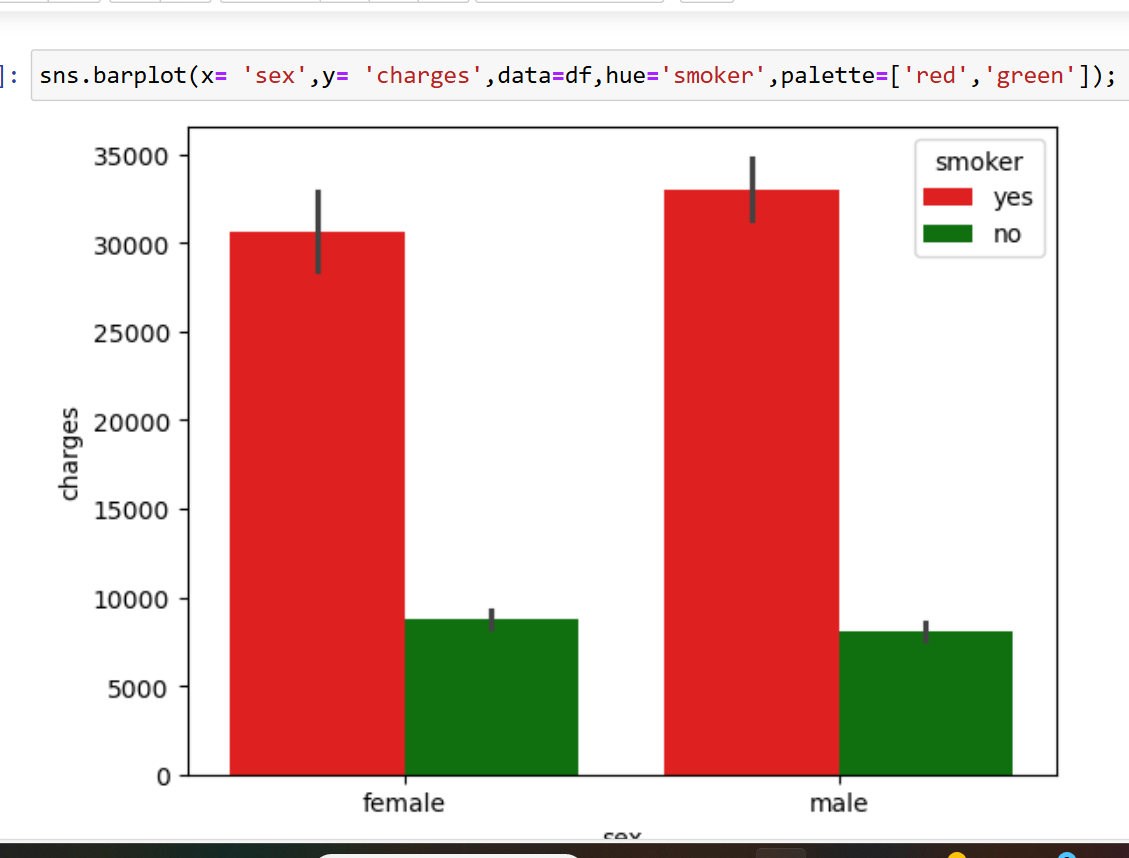 ]: sns.barplot(x= 'sex',y= 'charges',data=df,hue='smoker',palette=['red','green']);
35000
30000
25000
20000
15000
10000
5000
0
charges
smoker
yes
no
female
male
sex